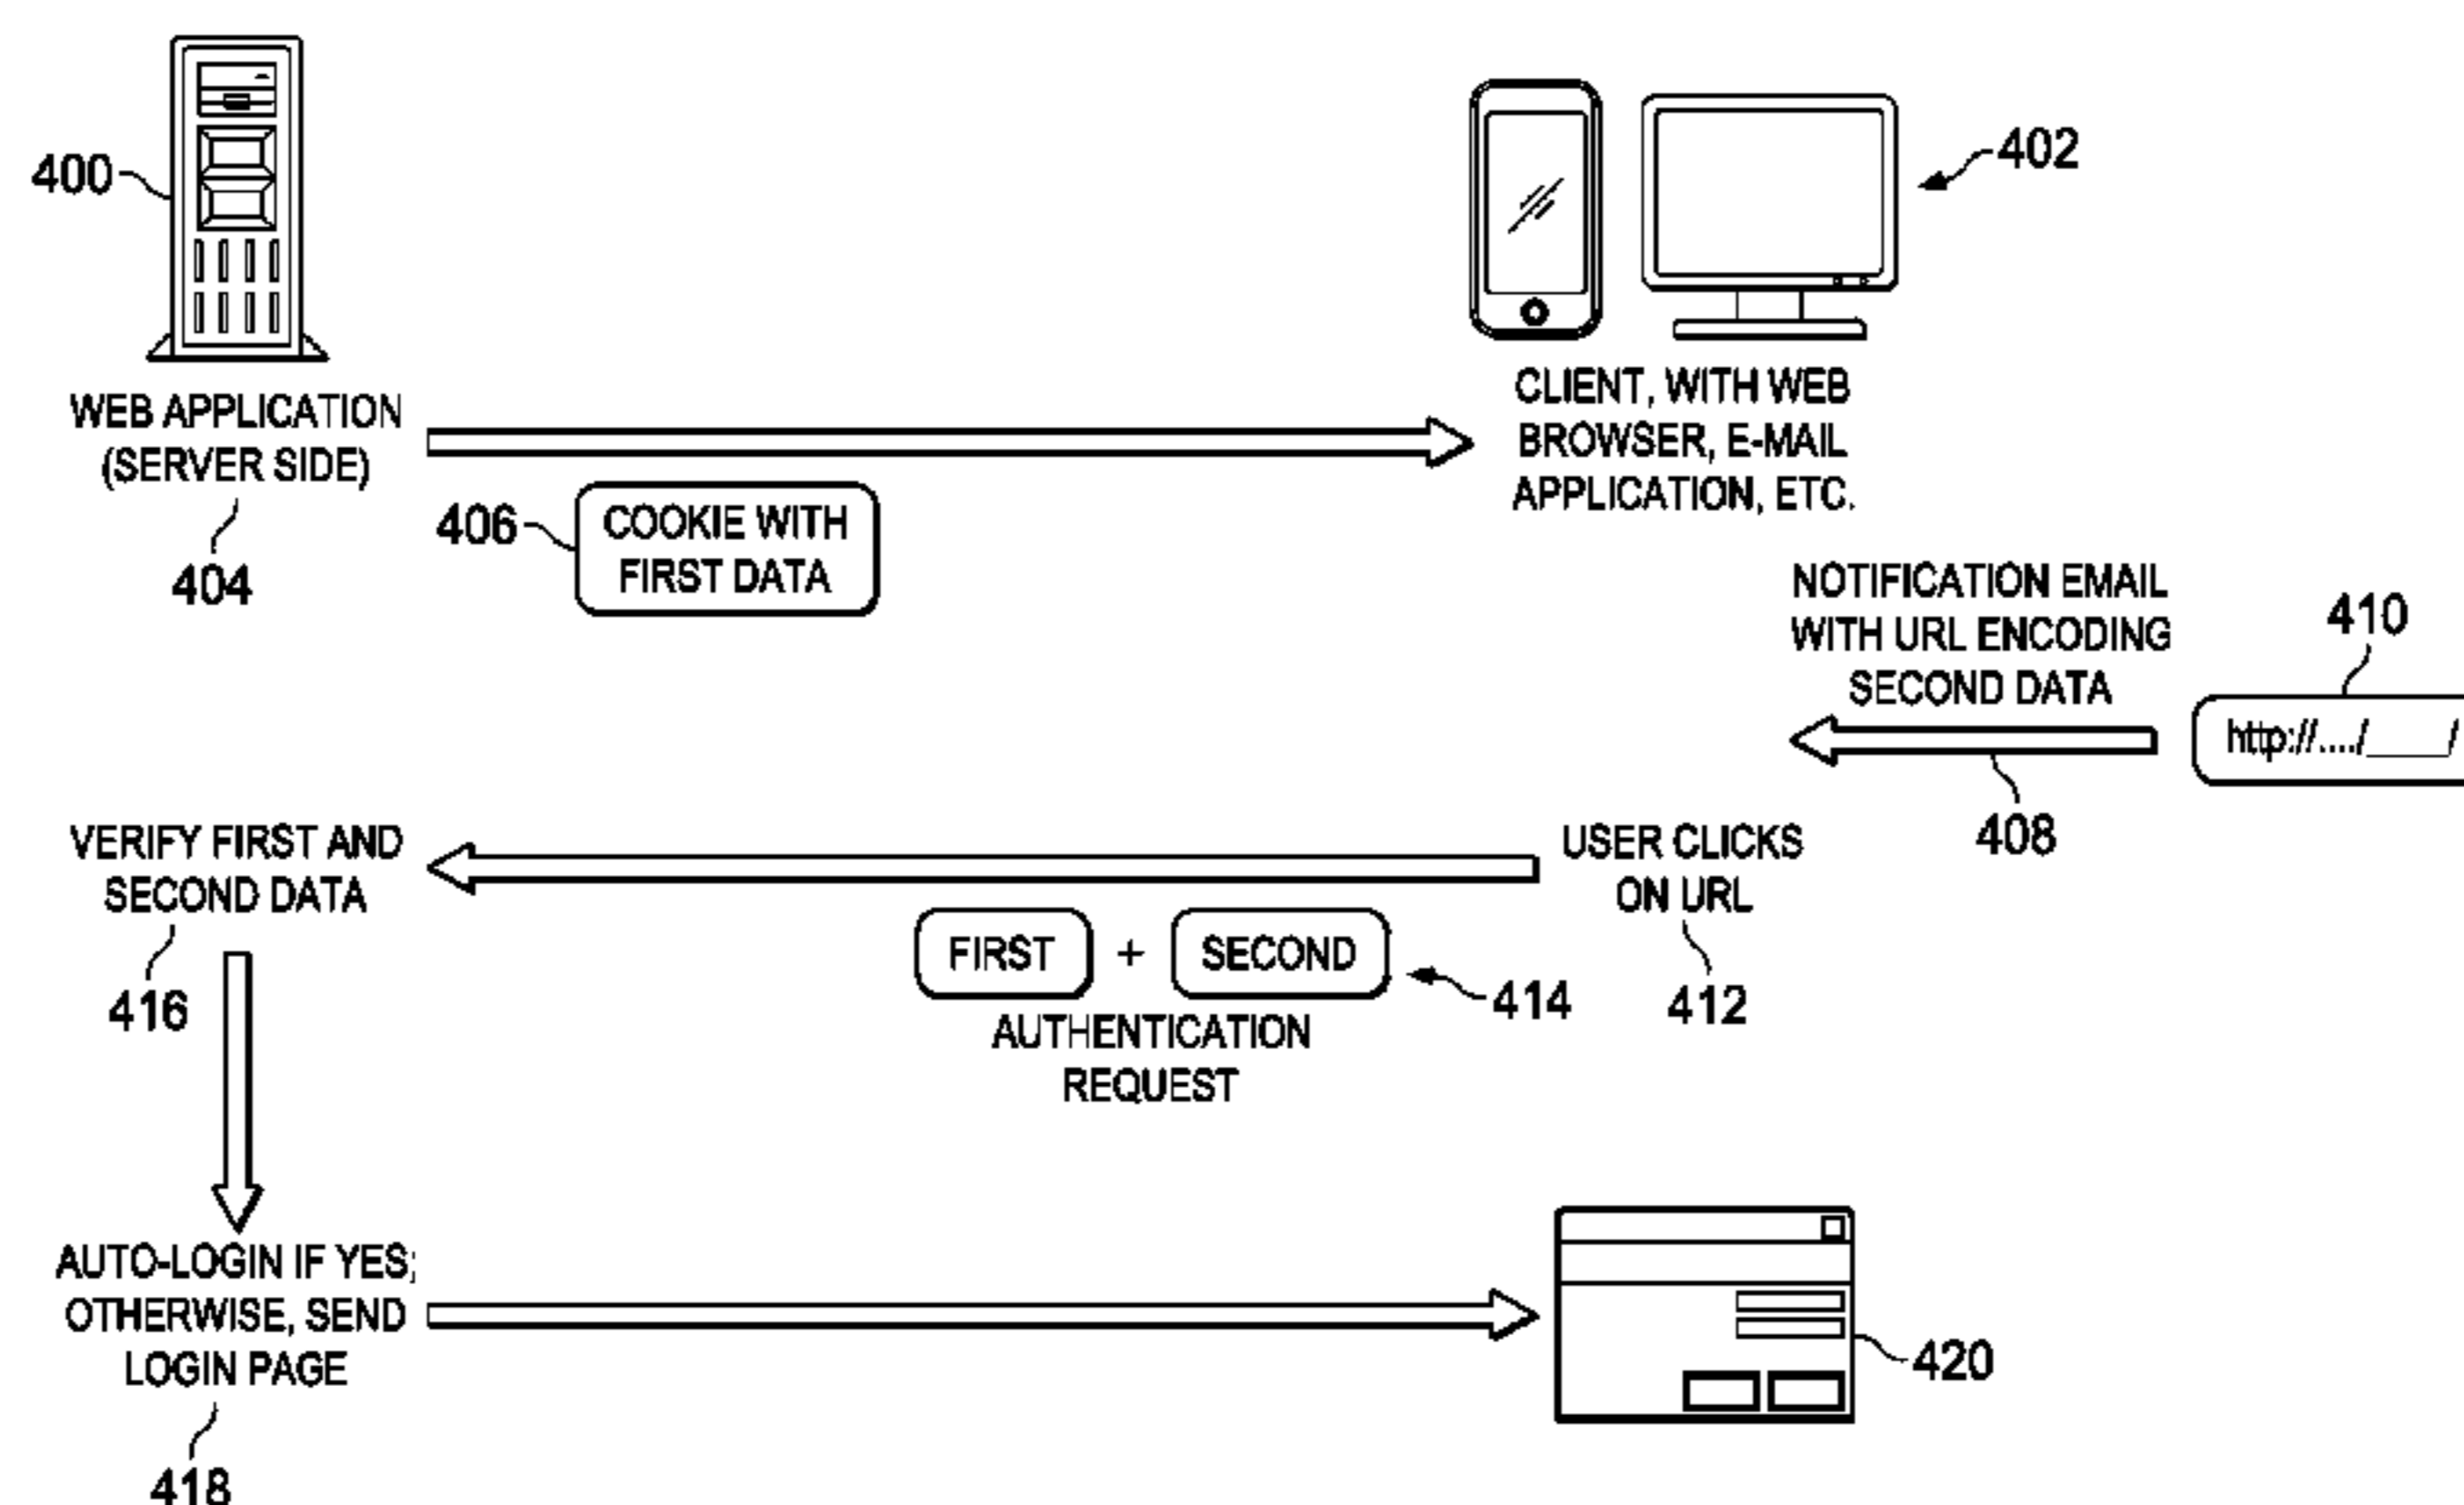 400
402
WEB APPLICATION
(SERVER SIDE)
404
CLIENT, WITH WEB
BROWSER, E-MAIL
APPLICATION, ETC.
406
COOKIE WITH
FIRST DATA
NOTIFICATION EMAIL
WITH URL ENCODING
SECOND DATA
410
http://..../_____/
408
VERIFY FIRST AND
SECOND DATA
416
USER CLICKS
ON URL
412
FIRST + SECOND
414
AUTHENTICATION
REQUEST
AUTO-LOGIN IF YES;
OTHERWISE, SEND
LOGIN PAGE
418
420